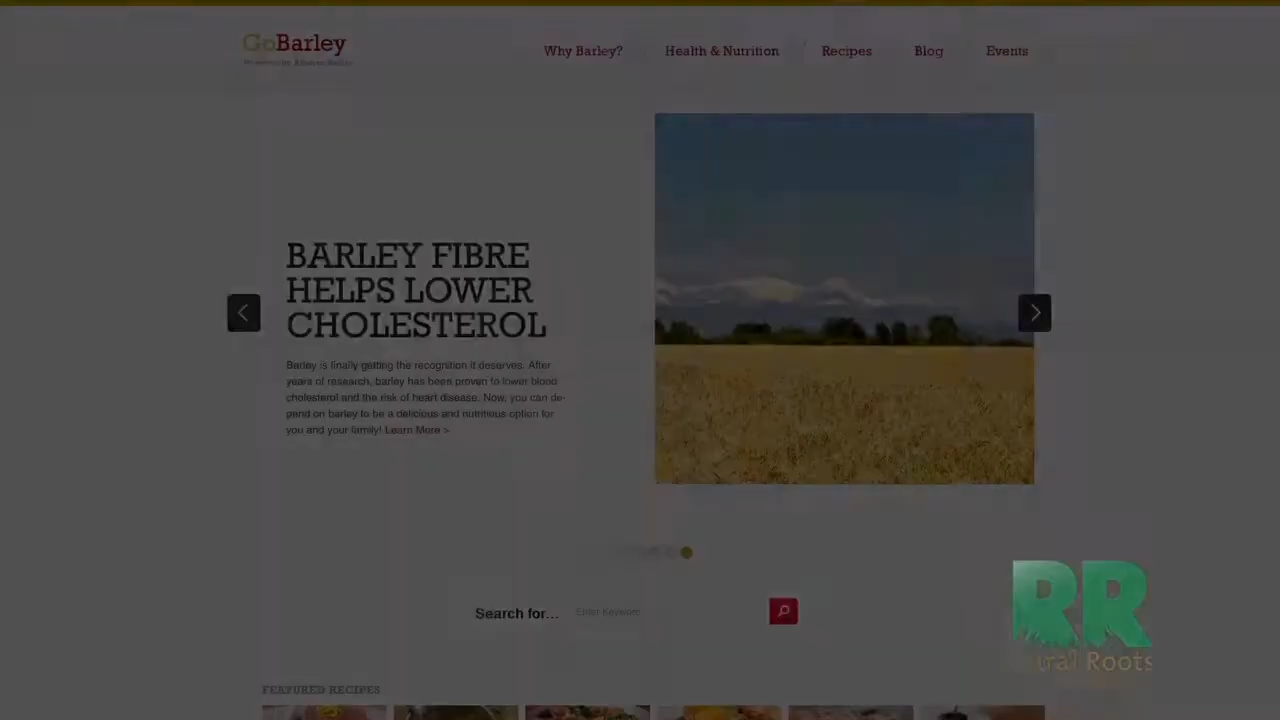 GoBarley
Why Barley?
Health & Nutrition
Recipes
Blog
Events
BARLEY FIBRE
HELPS LOWER
CHOLESTEROL
Barley is finally getting the recognition it deserves. After
years of research, barley has been proven to lower blood
cholesterol and the risk of heart disease. Now, you can de-
pend on barley to be a delicious and nutritious option for
you and your family! Learn More >
Search for...
Enter Keyword
RR
Roots
FEATURED RECIPES